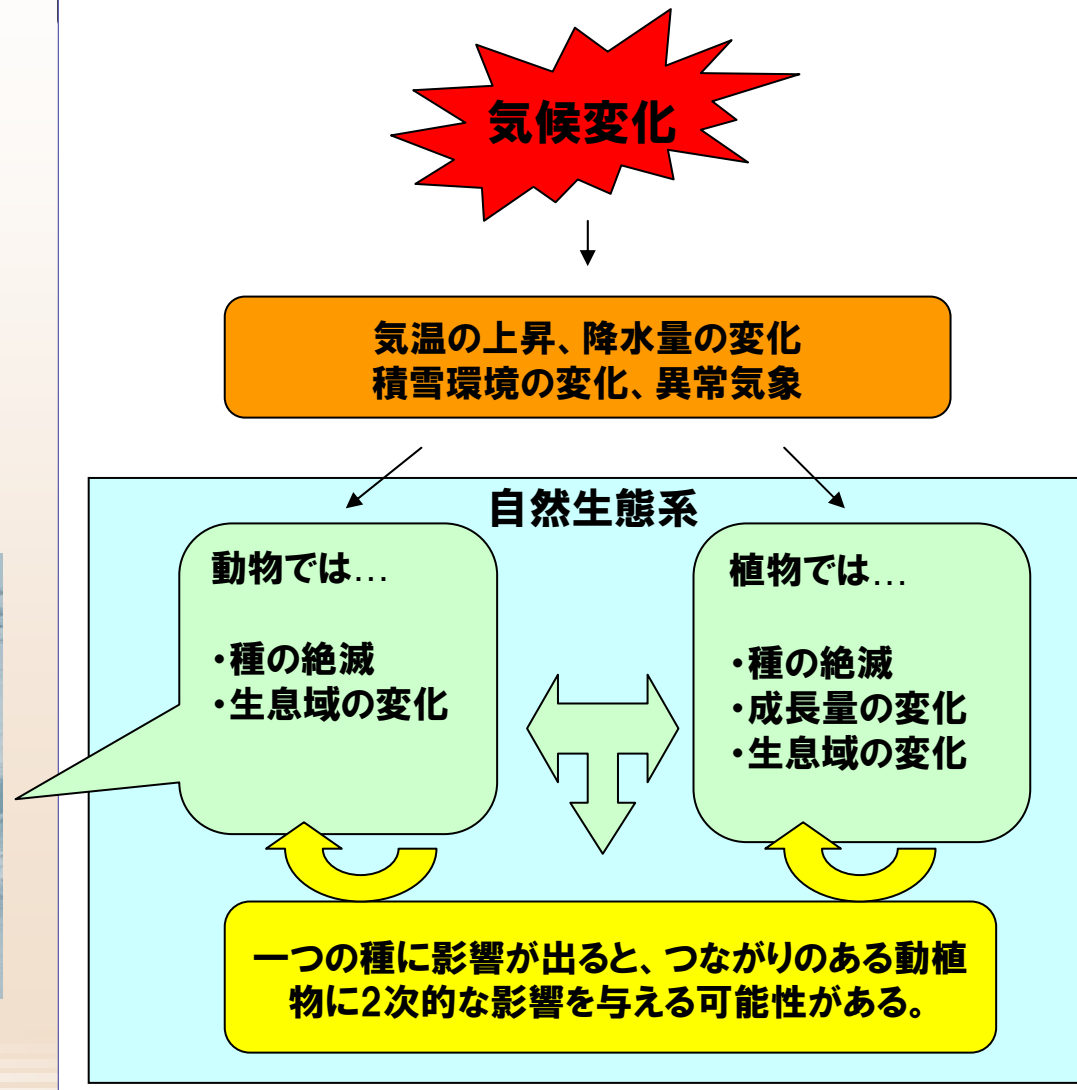 気候変化
気温の上昇、降水量の変化
積雪環境の変化、異常気象
自然生態系
動物では…
・種の絶滅
・生息域の変化
植物では…
・種の絶滅
・成長量の変化
・生息域の変化
一つの種に影響が出ると、つながりのある動植
物に2次的な影響を与える可能性がある。